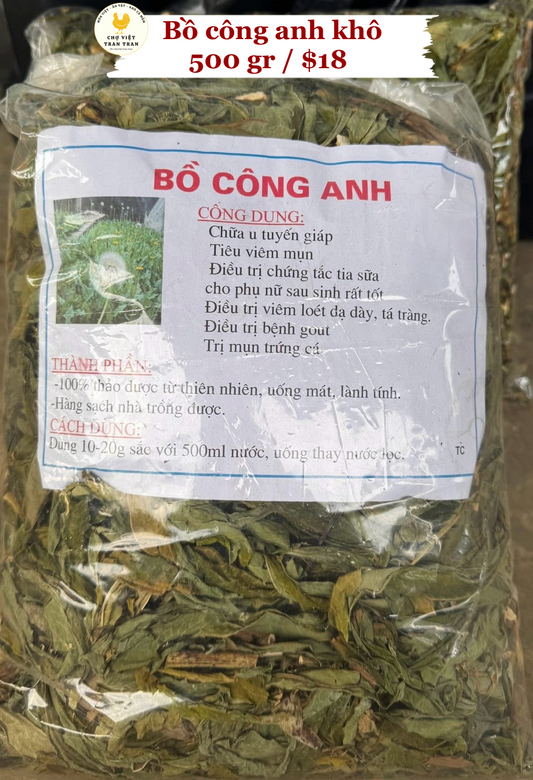 CHỢ VIỆT
TRAN TRAN
Bồ công anh khô
500 gr / $18
BỒ CÔNG ANH
CÔNG DỤNG:
Chữa u tuyến giáp
Tiêu viêm mụn
Điều trị chứng tắc tia sữa
cho phụ nữ sau sinh rất tốt
Điều trị viêm loét dạ dày, tá tràng.
Điều trị bệnh gout
Trị mụn trứng cá
THÀNH PHẦN:
-100% thảo dược từ thiên nhiên, uống mát, lành tính.
-Hàng sạch nhà trồng được.
CÁCH DÙNG:
Dùng 10-20g sắc với 500ml nước, uống thay nước lọc.
TC